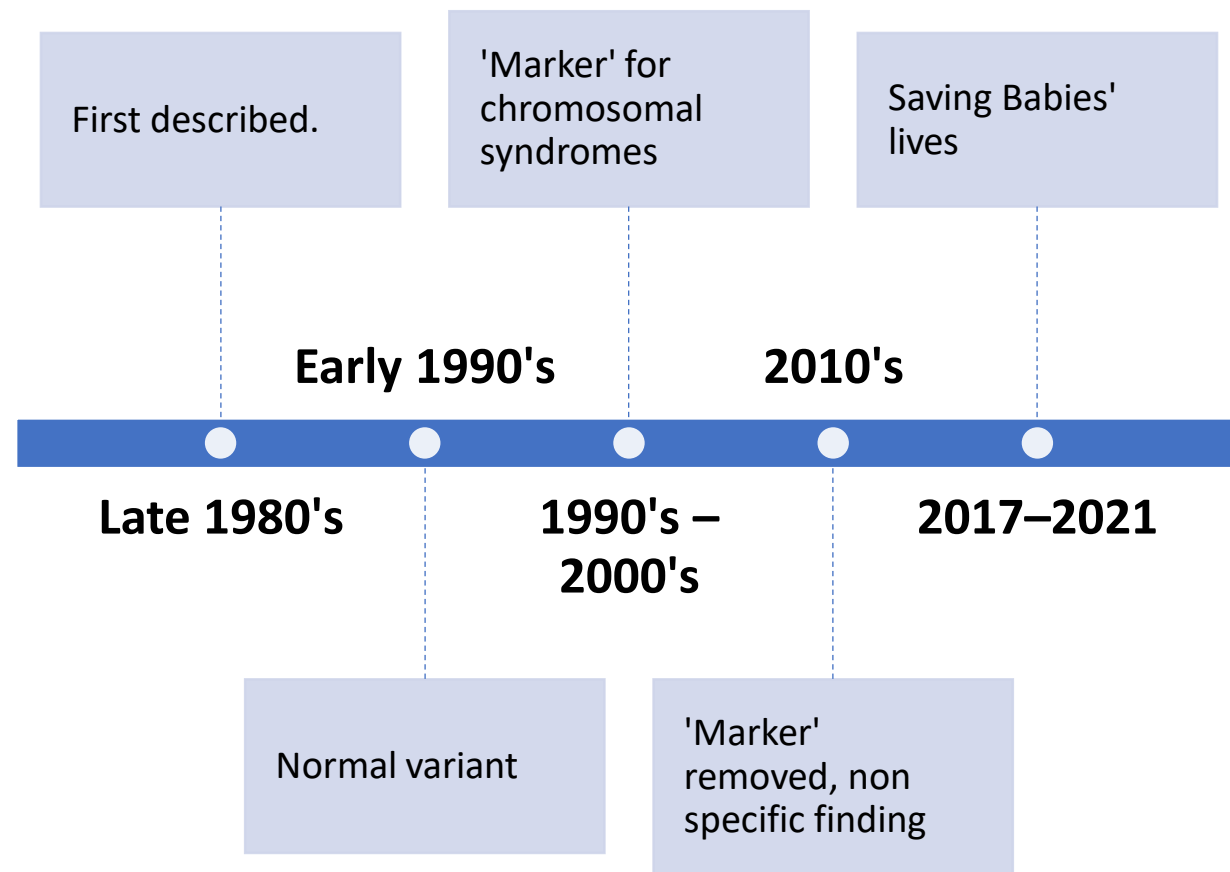 First described.
'Marker' for
chromosomal
syndromes
Saving Babies'
lives
Early 1990's
2010's
Late 1980's
1990's –
2000's
2017–2021
Normal variant
'Marker'
removed, non
specific finding